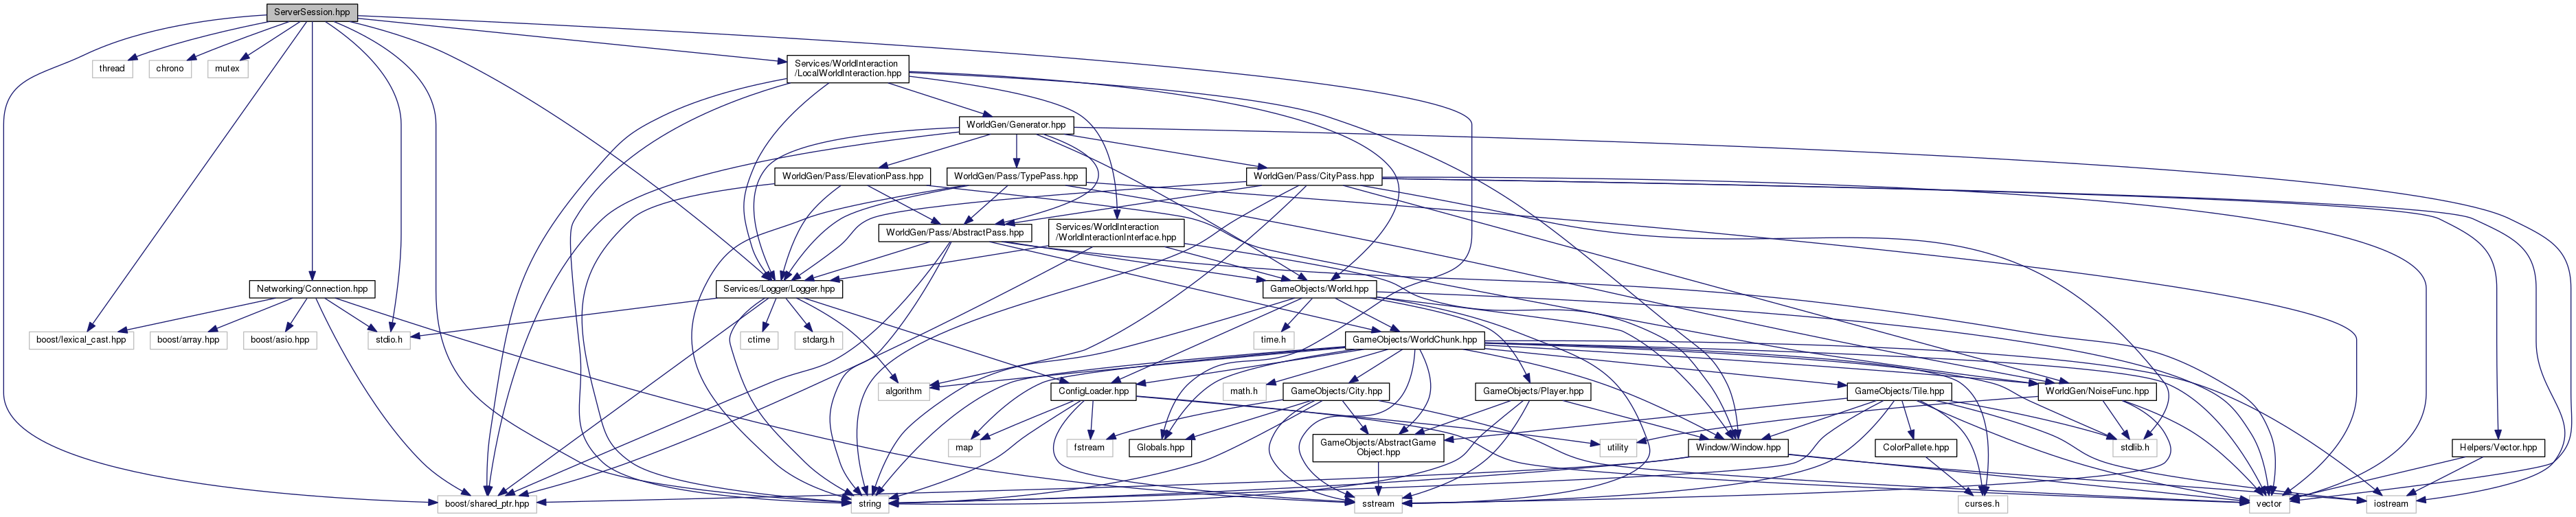 ServerSession.hpp
thread
chrono
mutex
Services/WorldInteraction
/LocalWorldInteraction.hpp
WorldGen/Generator.hpp
WorldGen/Pass/ElevationPass.hpp
WorldGen/Pass/TypePass.hpp
WorldGen/Pass/CityPass.hpp
WorldGen/Pass/AbstractPass.hpp
Services/WorldInteraction
/WorldInteractionInterface.hpp
Networking/Connection.hpp
Services/Logger/Logger.hpp
GameObjects/World.hpp
boost/lexical_cast.hpp
boost/array.hpp
boost/asio.hpp
stdio.h
ctime
stdarg.h
time.h
GameObjects/WorldChunk.hpp
algorithm
ConfigLoader.hpp
math.h
GameObjects/City.hpp
GameObjects/Player.hpp
GameObjects/Tile.hpp
WorldGen/NoiseFunc.hpp
map
fstream
Globals.hpp
GameObjects/AbstractGame
Object.hpp
utility
Window/Window.hpp
ColorPallete.hpp
stdlib.h
Helpers/Vector.hpp
boost/shared_ptr.hpp
string
sstream
curses.h
vector
iostream